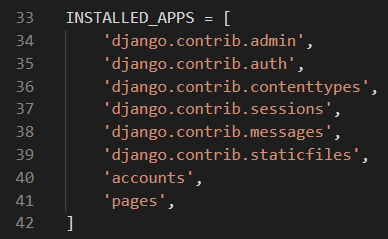 33 INSTALLED_APPS = [
34     'django.contrib.admin',
35     'django.contrib.auth',
36     'django.contrib.contenttypes',
37     'django.contrib.sessions',
38     'django.contrib.messages',
39     'django.contrib.staticfiles',
40     'accounts',
41     'pages',
42 ]